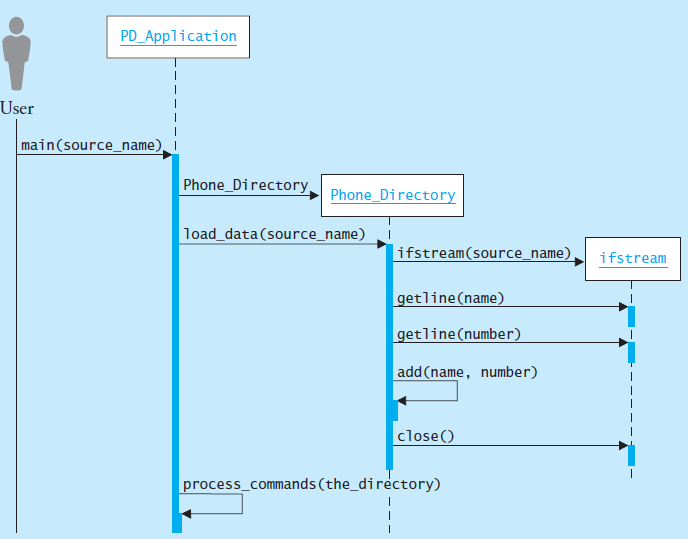 PD_Application
User
main(source_name)
Phone_Directory
Phone_Directory
load_data(source_name)
ifstream(source_name)
ifstream
getline(name)
getline(number)
add(name, number)
close()
process_commands(the_directory)